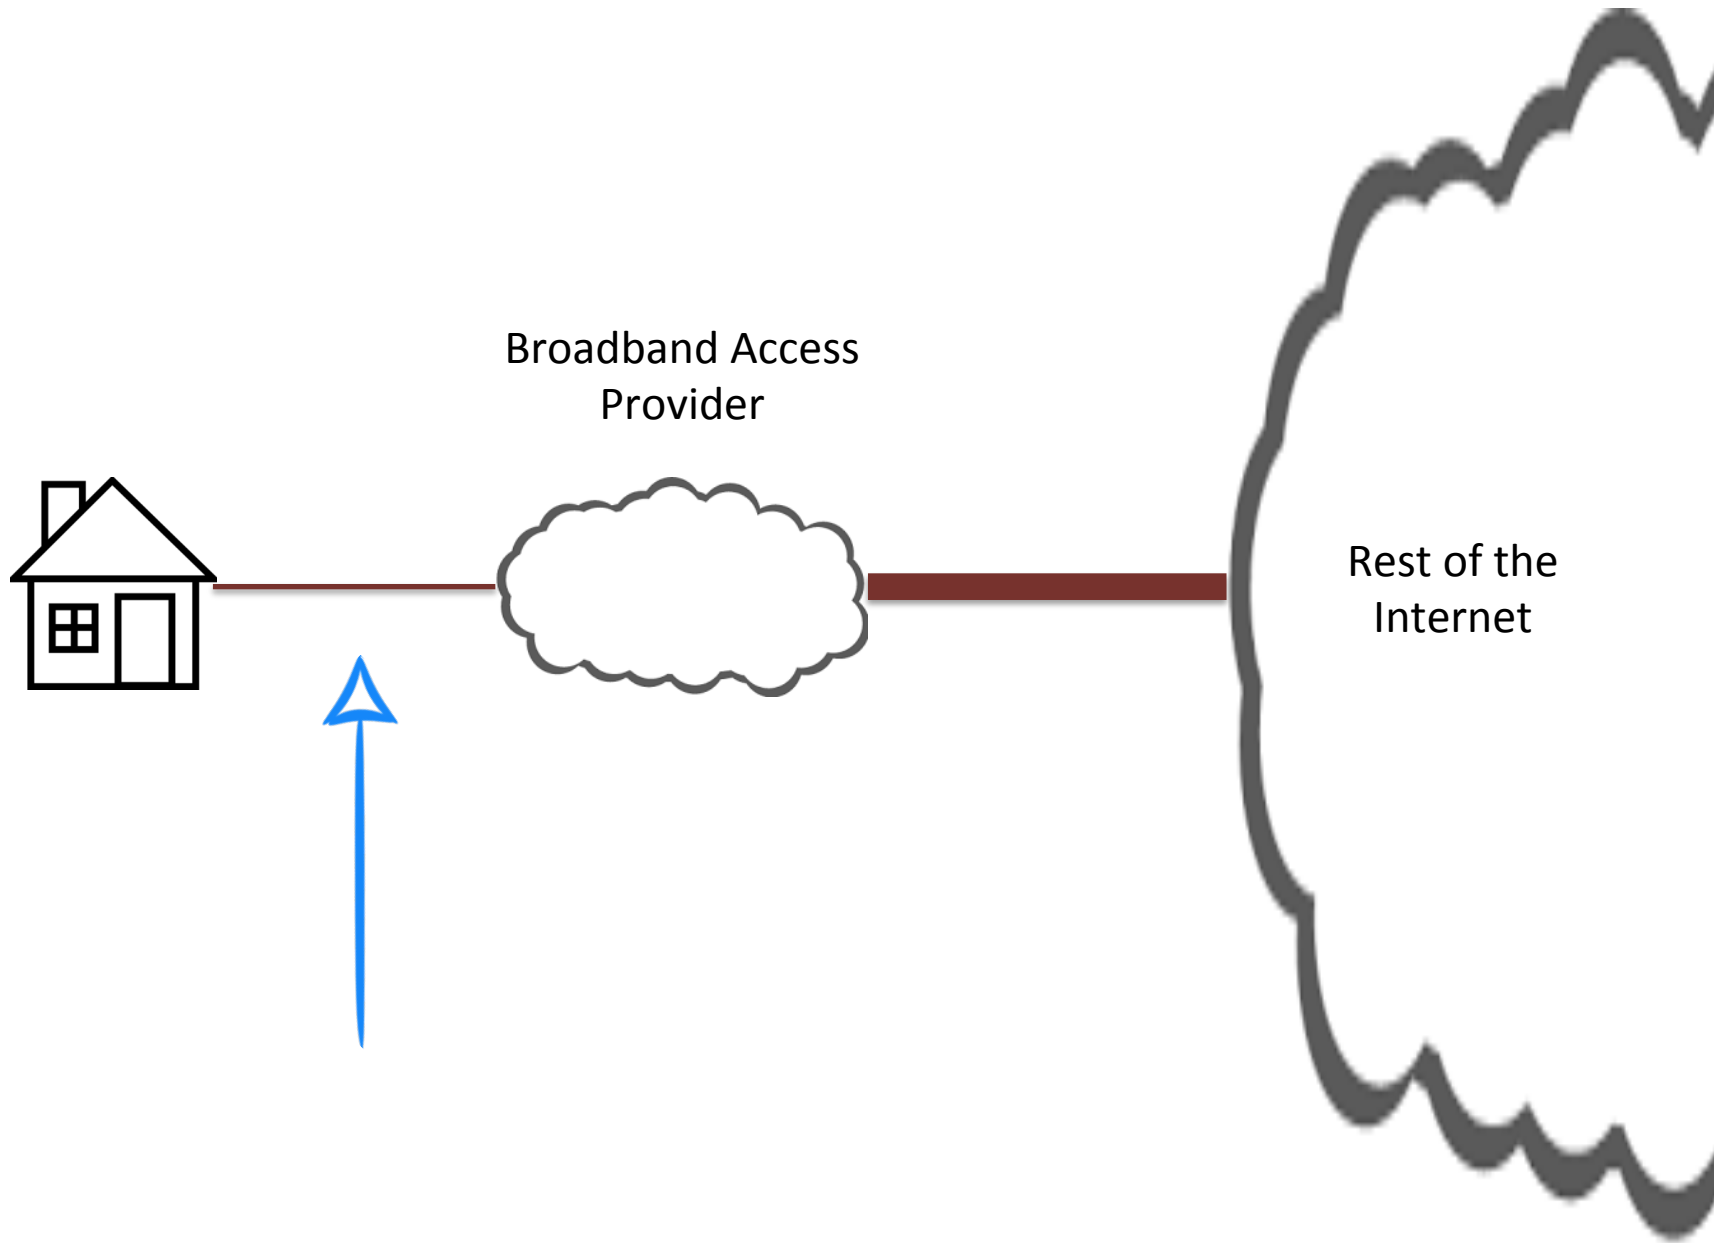 Broadband Access
Provider
Rest of the
Internet